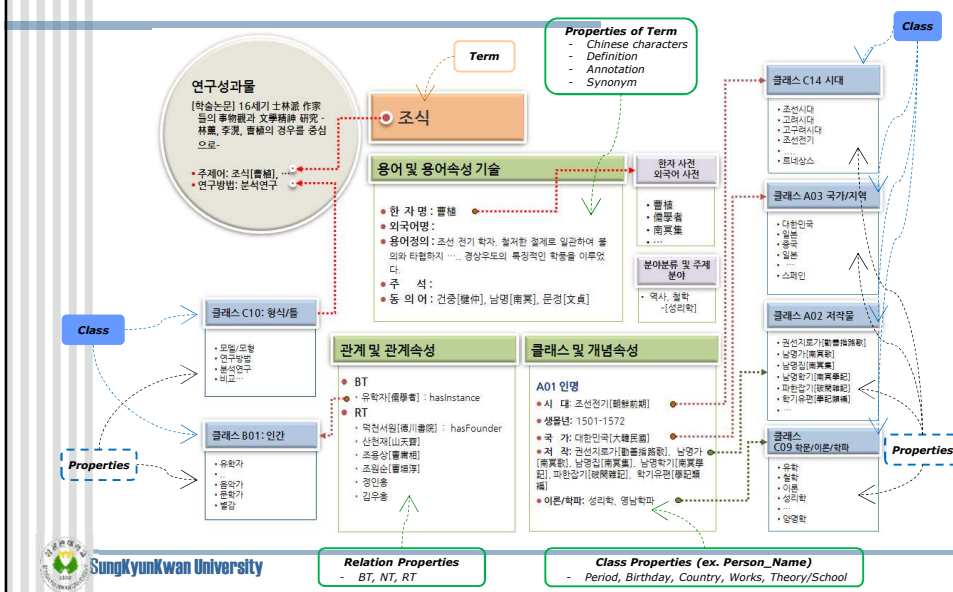 Class
Properties of Term
- Chinese characters
- Definition
- Annotation
- Synonym
Term
연구성과물
[학술논문] 16세기 士林派 作家
들의 事物觀과 文學精神 硏究 -
林薰, 李滉, 曹植의 경우를 중심
으로-
• 주제어: 조식[曹植], …
• 연구방법: 분석연구
조식
클래스 C14 시대
• 조선시대
• 고려시대
• 고구려시대
• 조선전기
• ….
• 르네상스
용어 및 용어속성 기술
• 한 자 명 : 曹植
• 외국어명 :
• 용어정의 : 조선 전기 학자. 철저한 절제로 일관하여 불
의와 타협하지 …. 경상우도의 특징적인 학풍을 이루었
다.
• 주 석 :
• 동 의 어 : 건중[楗仲], 남명[南冥], 문정[文貞]
한자 사전
외국어 사전
• 曹植
• 儒學者
• 南冥集
• …
분야분류 및 주제
분야
• 역사, 철학
-[성리학]
클래스 A03 국가/지역
• 대한민국
• 일본
• 중국
• 일본
• …
• 스페인
Class
클래스 C10: 형식/틀
• 모델/모형
• 연구방법
• 분석연구
• 비교…
클래스 A02 저작물
• 권선지로가[勸善指路歌]
• 남명가[南冥歌]
• 남명집[南冥集]
• 남명학기[南冥學記]
• 파한잡기[破閑雜記]
• 학기유편[學記類編]
• …
관계 및 관계속성
• BT
• 유학자[儒學者] : hasInstance
• RT
• 덕천서원[德川書院] : hasFounder
• 산천재[山天齋]
• 조응상[曹應相]
• 조원순[曹垣淳]
• 정인홍
• 김우옹
클래스 및 개념속성
A01 인명
• 시 대: 조선전기[朝鮮前期]
• 생몰년: 1501-1572
• 국 가: 대한민국[大韓民國]
• 저 작: 권선지로가[勸善指路歌], 남명가
[南冥歌], 남명집[南冥集], 남명학기[南冥學
記], 파한잡기[破閑雜記], 학기유편[學記類
編]
• 이론/학파: 성리학, 영남학파
클래스 B01: 인간
• 유학자
• ..
• 음악가
• 문학가
• 별감
Properties
클래스
C09 학문/이론/학파
• 유학
• 철학
• 이론
• 성리학
• …
• 양명학
Properties
SungKyunKwan University
Relation Properties
- BT, NT, RT
Class Properties (ex. Person_Name)
- Period, Birthday, Country, Works, Theory/School